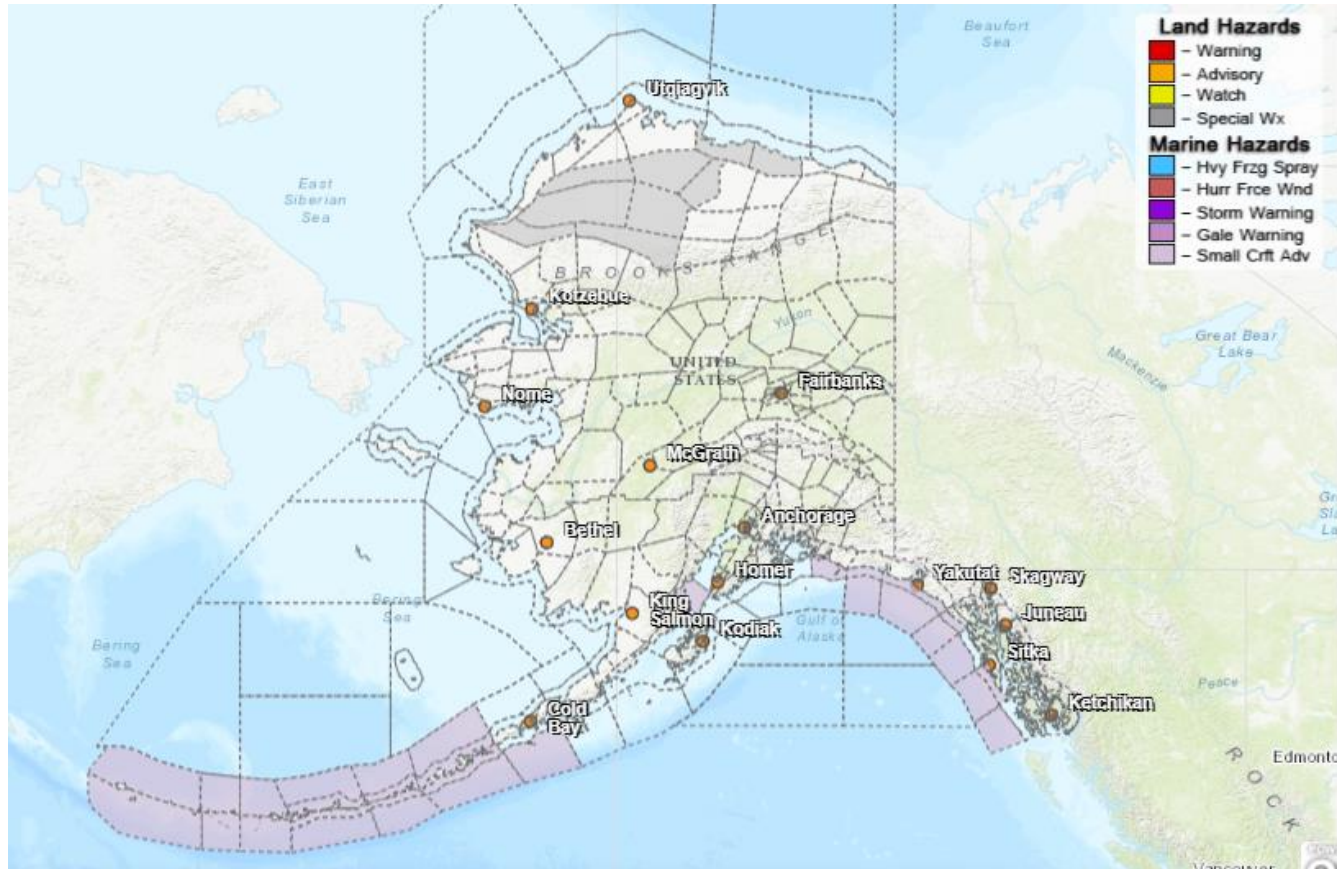 Land Hazards
– Warning
– Advisory
– Watch
– Special Wx
Marine Hazards
– Hvy Frzg Spray
– Hurr Frce Wnd
– Storm Warning
– Gale Warning
– Small Crft Adv
Beaufort
Sea
Utqiagvik
East
Siberian
Sea
BROOKS RANGE
Kotzebue
Yukon
Great Bear
Lake
Mackenzie
UNITED
STATES
Fairbanks
Nome
McGrath
Anchorage
Bethel
Homer
Yakutat
Skagway
King
Salmon
Kodiak
Gulf of
Alaska
Juneau
Bering
Sea
Bering
Sea
Sitka
Peace
Ketchikan
Cold
Bay
ROCK
Edmonto
Vancouver